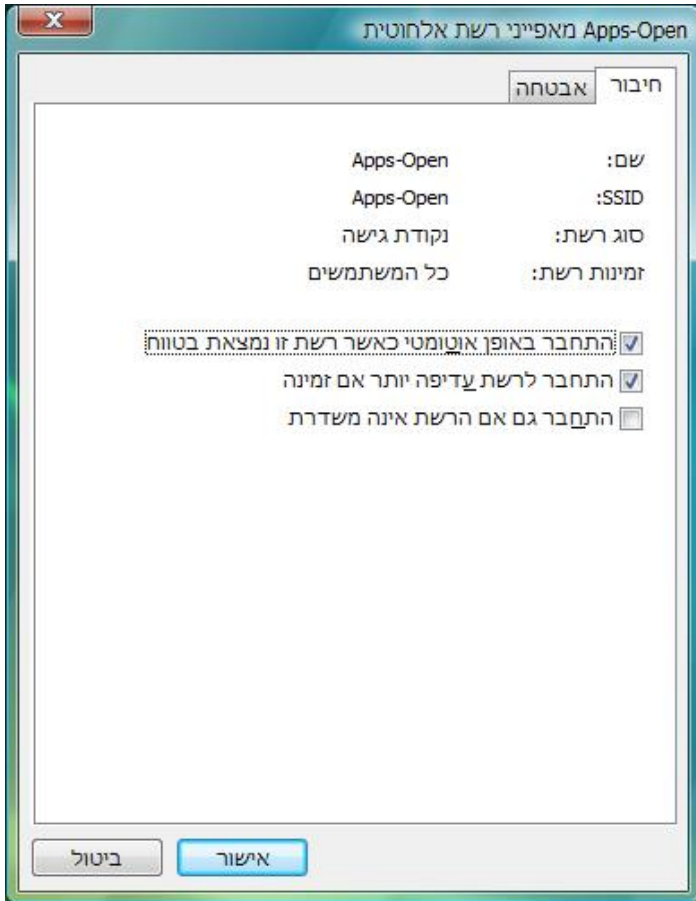 Apps-Open מאפייני רשת אלחוטית
חיבור אבטחה
שם: Apps-Open
SSID: Apps-Open
סוג רשת: נקודת גישה
זמינות רשת: כל המשתמשים
התחבר באופן אוטומטי כאשר רשת זו נמצאת בטווח
התחבר לרשת עדיפה יותר אם זמינה
התחבר גם אם הרשת אינה משדרת
אישור ביטול